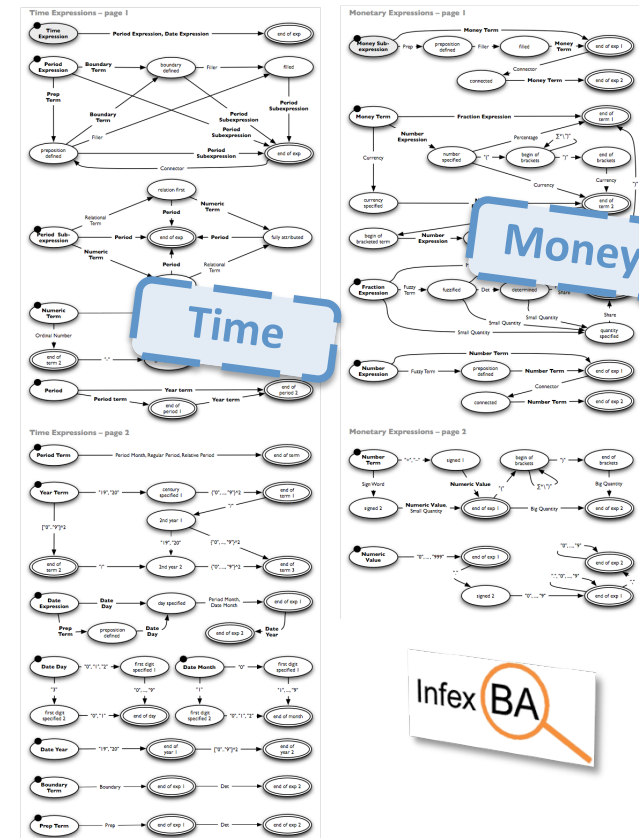 Time Expressions – page 1
Time
Expression
Period Expression, Date Expression
end of exp
Period
Expression
Boundary
Term
boundary
defined
Filler
filled
Prep
Term
Boundary
Term
Filler
Period
Subexpression
Period
Subexpression
Period
Subexpression
Period
Subexpression
preposition
defined
end of exp
Connector
relation first
Relational
Term
Period
Numeric
Term
Period Sub-
expression
Period
end of exp
Period
fully attributed
Numeric
Term
Period
Relational
Term
Numeric
Term
Ordinal Number
end of
term 2
"-"
Time
Period
Year term
end of
period 2
Period term
end of
period 1
Year term
Time Expressions – page 2
Period Term
Period Month, Regular Period, Relative Period
end of term
Year Term
"19", "20"
century
specified 1
["0", ..., "9"]^2
end of
term 1
["0", "9"]^2
2nd year 1
"/"
"19", "20"
["0", ..., "9"]^2
end of
term 2
"/"
2nd year 2
["0", ..., "9"]^2
end of
term 3
Date
Expression
Date
Day
day specified
Period Month,
Date Month
end of exp 1
Prep
Term
preposition
defined
Date
Day
end of exp 2
Date
Year
Date Day
"0", "1", "2"
first digit
specified 1
Date Month
"0"
first digit
specified 1
"3"
"0", ..., "9"
"1"
"1", ..., "9"
first digit
specified 2
"0", "1"
end of day
first digit
specified 2
"0", "1", "2"
end of month
Date Year
"19", "20"
end of
year 1
["0", "9"]^2
end of
year 2
Boundary
Term
Boundary
end of exp 1
Det
end of exp 2
Prep Term
Prep
end of exp 1
Det
end of exp 2
Monetary Expressions – page 1
Money Term
Money Sub-
expression
Prep
preposition
defined
Filler
filled
Money
Term
end of exp 1
Connector
connected
Money Term
end of exp 2
Money Term
Fraction Expression
end of
term 1
Number
Expression
Percentage
Σ*\")"
Currency
number
specified
"("
begin of
brackets
")"
end of
brackets
Currency
Currency
")"
currency
specified
end of
term 2
begin of
bracketed term
Number
Expression
Money
Fraction
Expression
Fuzzy
Term
fuzzified
Det
determined
Share
Small Quantity
Small Quantity
Small Quantity
Share
quantity
specified
Number Term
Number
Expression
Fuzzy Term
preposition
defined
Number Term
end of exp 1
Connector
connected
Number Term
end of exp 2
Monetary Expressions – page 2
Number
Term
"+", "-"
signed 1
begin of
brackets
")"
end of
brackets
Sign Word
Numeric Value
"("
Σ*\")"
Big Quantity
signed 2
Numeric Value,
Small Quantity
end of exp 1
Big Quantity
end of exp 2
Numeric
Value
"0", ..., "999"
end of exp 1
"0", ..., "9"
end of exp 2
signed 2
"0", ..., "9"
end of exp 1
Infex BA